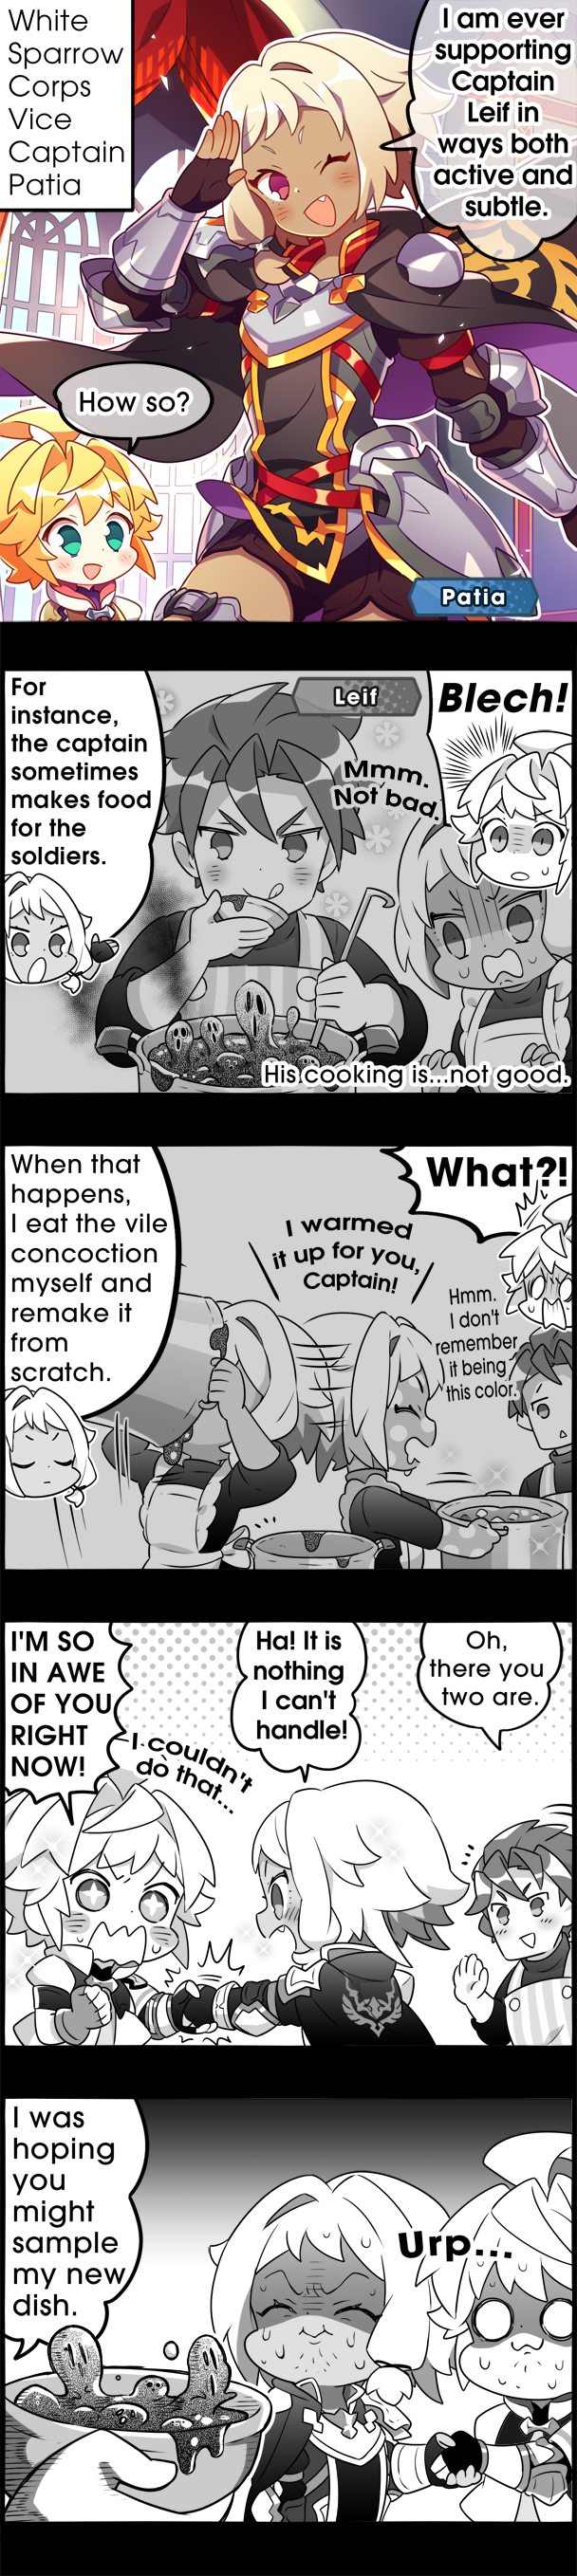 White
Sparrow
Corps
Vice
Captain
Patia
I am ever
supporting
Captain
Leif in
ways both
active and
subtle.
How so?
Patia
For
instance,
the captain
sometimes
makes food
for the
soldiers.
Leif
Mmm.
Not bad.
Blech!
His cooking is...not good.
When that
happens,
I eat the vile
concoction
myself and
remake it
from
scratch.
I warmed
it up for you,
Captain!
What?!
Hmm.
I don't
remember
it being
this color.
I'M SO
IN AWE
OF YOU
RIGHT
NOW!
I couldn't
do that...
Ha! It is
nothing
I can't
handle!
Oh,
there you
two are.
I was
hoping
you
might
sample
my new
dish.
Urp...